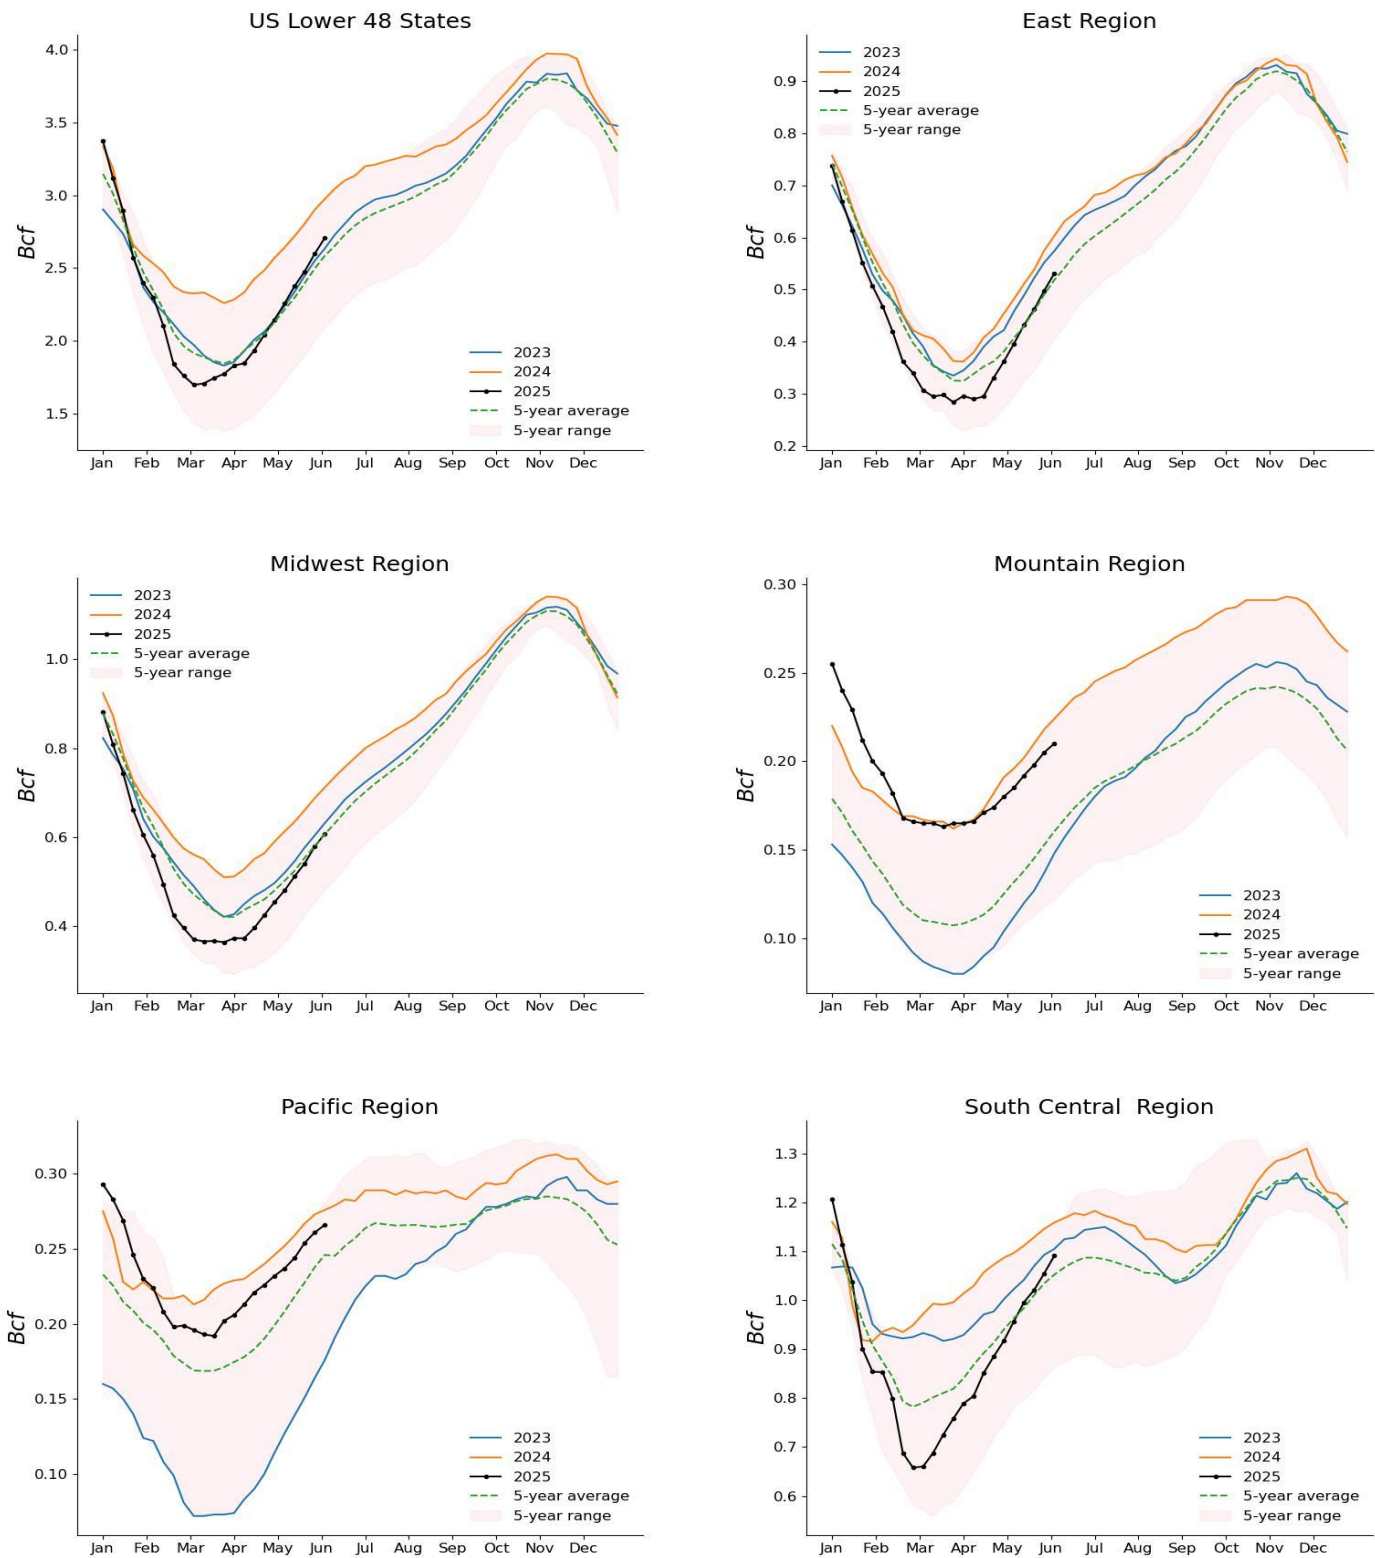 US Lower 48 States
4.0
3.5
3.0
2.5
2.0
1.5
Bcf
2023
2024
2025
5-year average
5-year range
Jan Feb Mar Apr May Jun Jul Aug Sep Oct Nov Dec
East Region
2023
2024
2025
5-year average
5-year range
0.9
0.8
0.7
0.6
0.5
0.4
0.3
0.2
Bcf
Jan Feb Mar Apr May Jun Jul Aug Sep Oct Nov Dec
Midwest Region
2023
2024
2025
5-year average
5-year range
1.0
0.8
0.6
0.4
Bcf
Jan Feb Mar Apr May Jun Jul Aug Sep Oct Nov Dec
Mountain Region
0.30
0.25
0.20
0.15
0.10
Bcf
2023
2024
2025
5-year average
5-year range
Jan Feb Mar Apr May Jun Jul Aug Sep Oct Nov Dec
Pacific Region
0.30
0.25
0.20
0.15
0.10
Bcf
2023
2024
2025
5-year average
5-year range
Jan Feb Mar Apr May Jun Jul Aug Sep Oct Nov Dec
South Central Region
1.3
1.2
1.1
1.0
0.9
0.8
0.7
0.6
Bcf
2023
2024
2025
5-year average
5-year range
Jan Feb Mar Apr May Jun Jul Aug Sep Oct Nov Dec